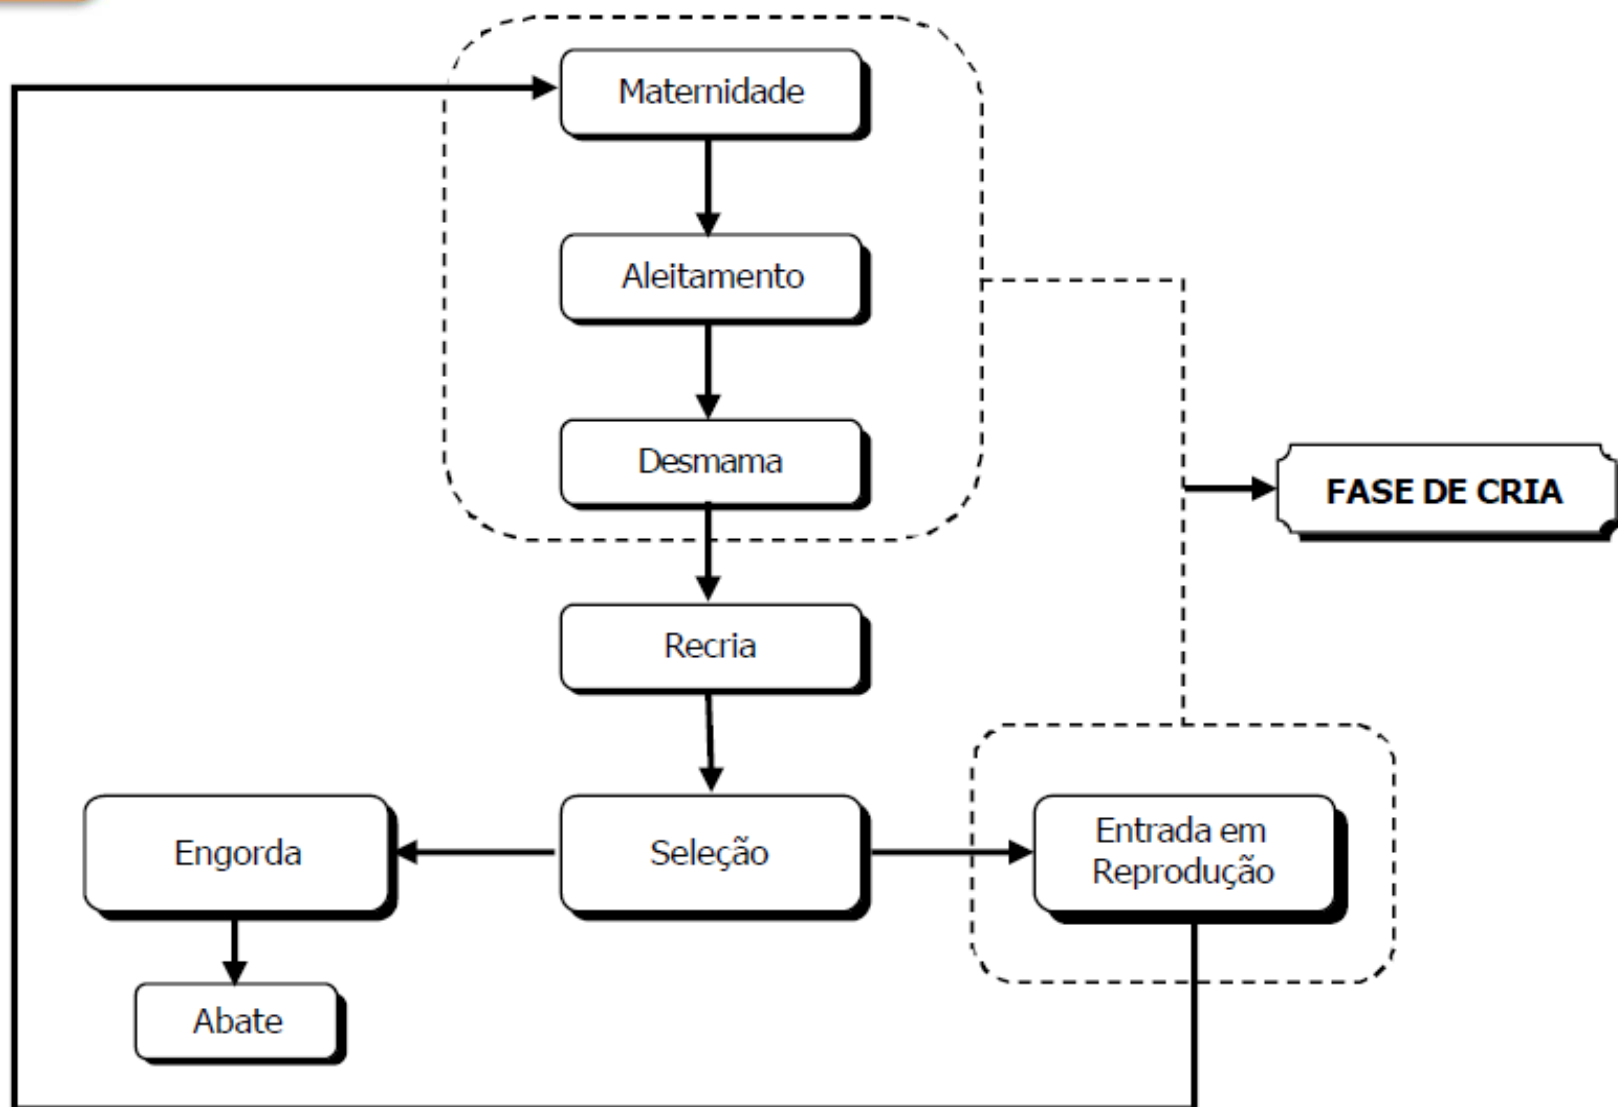 Maternidade
Aleitamento
Desmama
FASE DE CRIA
Recria
Engorda
Seleção
Entrada em
Reprodução
Abate